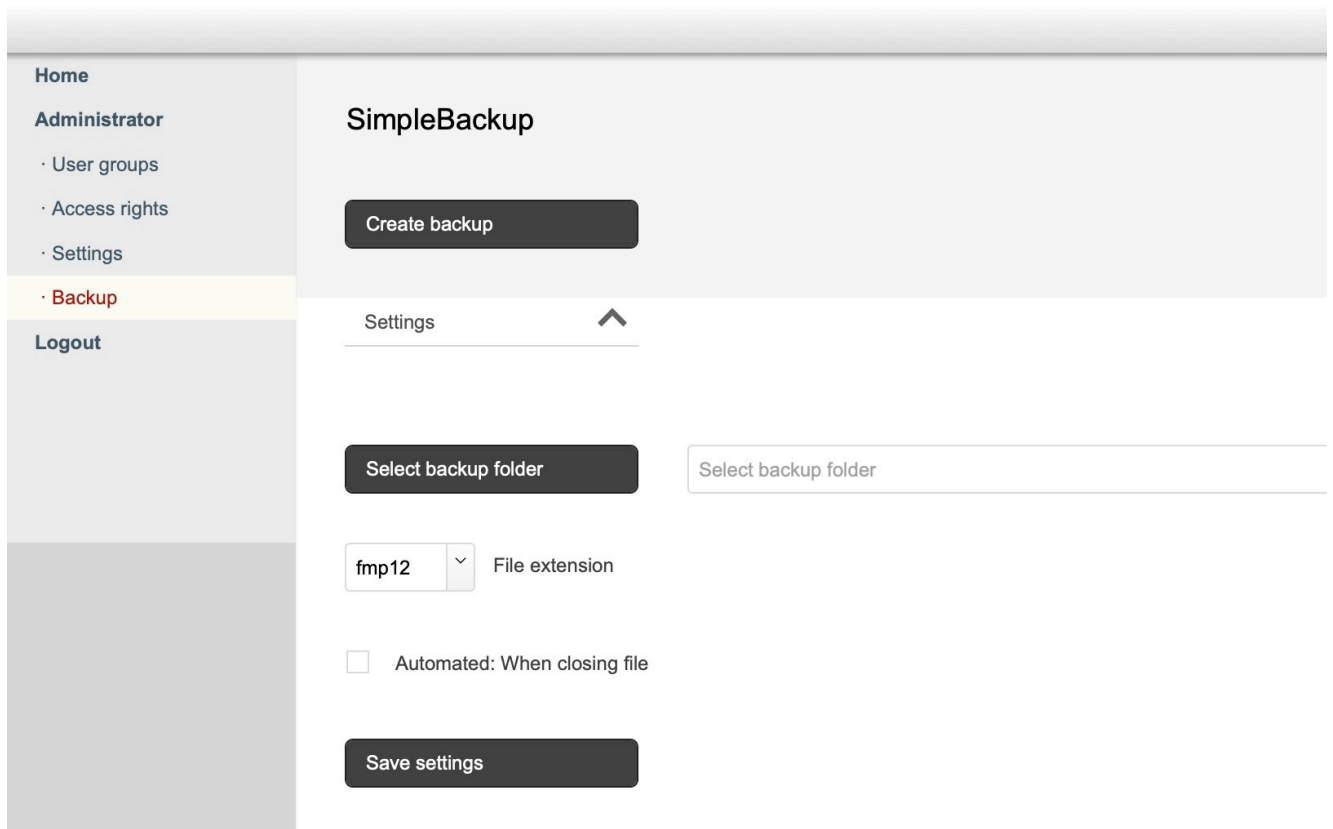 Home
Administrator
· User groups
· Access rights
· Settings
· Backup
Logout
SimpleBackup
Create backup
Settings
Select backup folder
Select backup folder
fmp12
File extension
Automated: When closing file
Save settings